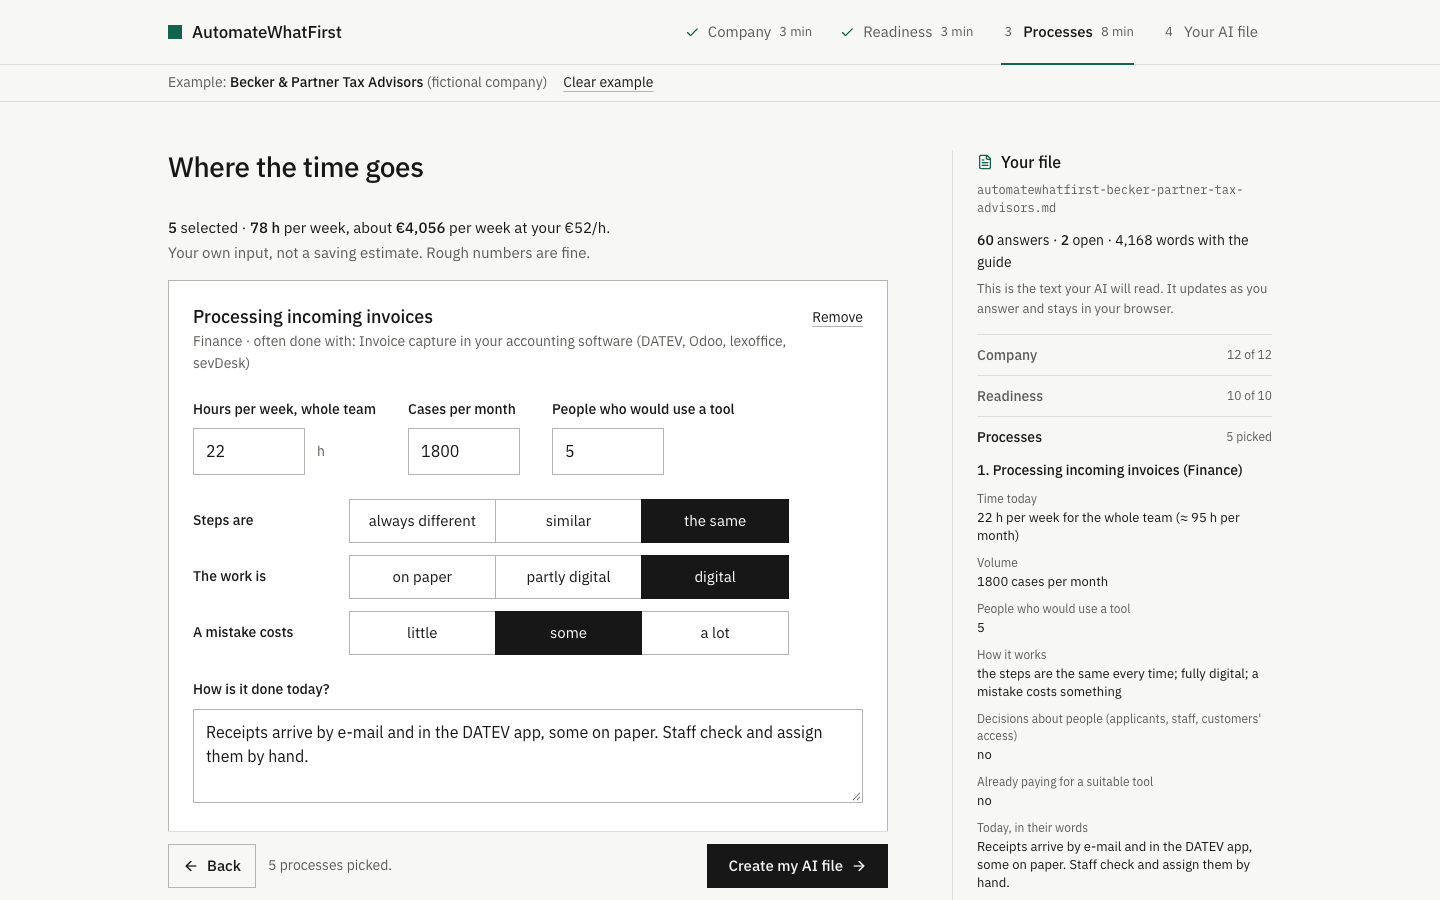 AutomateWhatFirst
Company 3 min
Readiness 3 min
3 Processes 8 min
4 Your AI file
Example: Becker & Partner Tax Advisors (fictional company) Clear example
Where the time goes
5 selected · 78 h per week, about €4,056 per week at your €52/h.
Your own input, not a saving estimate. Rough numbers are fine.
Processing incoming invoices
Remove
Finance · often done with: Invoice capture in your accounting software (DATEV, Odoo, lexoffice,
sevDesk)
Hours per week, whole team
Cases per month
People who would use a tool
22 h
1800
5
Steps are
always different
similar
the same
The work is
on paper
partly digital
digital
A mistake costs
little
some
a lot
How is it done today?
Receipts arrive by e-mail and in the DATEV app, some on paper. Staff check and assign
them by hand.
Back
5 processes picked.
Create my AI file
Your file
automatewhatfirst-becker-partner-tax-
advisors.md
60 answers · 2 open · 4,168 words with the
guide
This is the text your AI will read. It updates as you
answer and stays in your browser.
Company 12 of 12
Readiness 10 of 10
Processes 5 picked
1. Processing incoming invoices (Finance)
Time today
22 h per week for the whole team (≈ 95 h per
month)
Volume
1800 cases per month
People who would use a tool
5
How it works
the steps are the same every time; fully digital; a
mistake costs something
Decisions about people (applicants, staff, customers'
access)
no
Already paying for a suitable tool
no
Today, in their words
Receipts arrive by e-mail and in the DATEV app,
some on paper. Staff check and assign them by
hand.